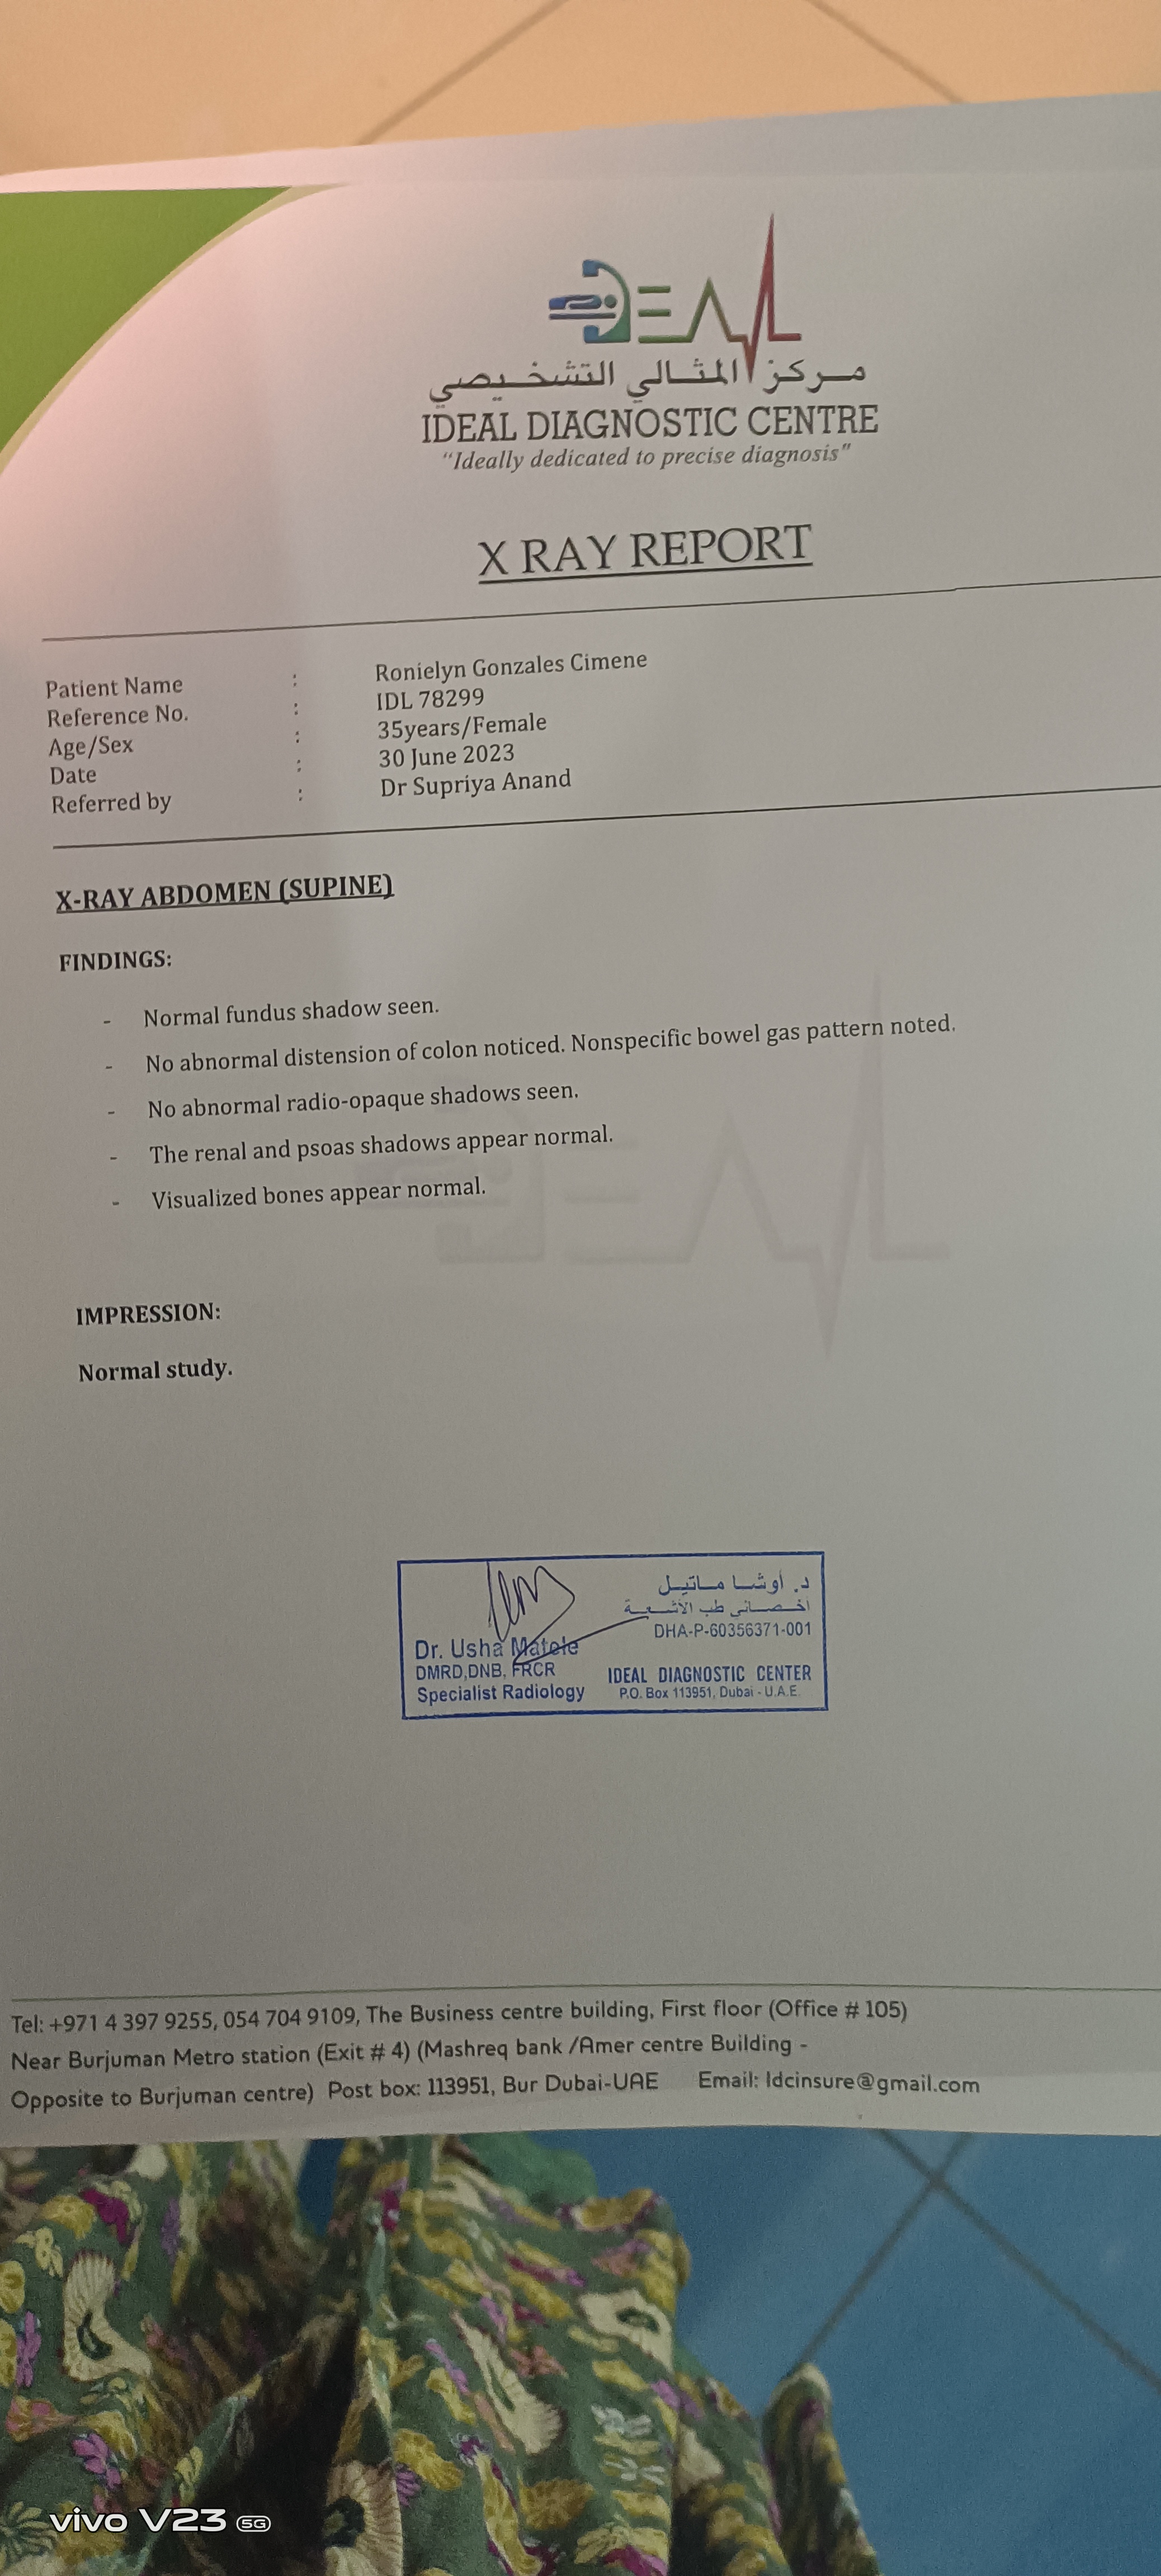 IDEAL
مركز المثالي التشخيصي
IDEAL DIAGNOSTIC CENTRE
"Ideally dedicated to precise diagnosis"
X RAY REPORT
Patient Name : Ronielyn Gonzales Cimene
Reference No. : IDL 78299
Age/Sex : 35years/Female
Date : 30 June 2023
Referred by : Dr Supriya Anand
X-RAY ABDOMEN (SUPINE)
FINDINGS:
- Normal fundus shadow seen.
- No abnormal distension of colon noticed. Nonspecific bowel gas pattern noted.
- No abnormal radio-opaque shadows seen.
- The renal and psoas shadows appear normal.
- Visualized bones appear normal.
IMPRESSION:
Normal study.
د. أوشا ماتيل
أخصائي طب الأشعة
DHA-P-60356371-001
Dr. Usha Matele
DMRD,DNB, FRCR
Specialist Radiology
IDEAL DIAGNOSTIC CENTER
P.O. Box 113951, Dubai - U.A.E.
Tel: +971 4 397 9255, 054 704 9109, The Business centre building, First floor (Office # 105)
Near Burjuman Metro station (Exit # 4) (Mashreq bank /Amer centre Building -
Opposite to Burjuman centre) Post box: 113951, Bur Dubai-UAE Email: Idcinsure@gmail.com
vivo V23 5G